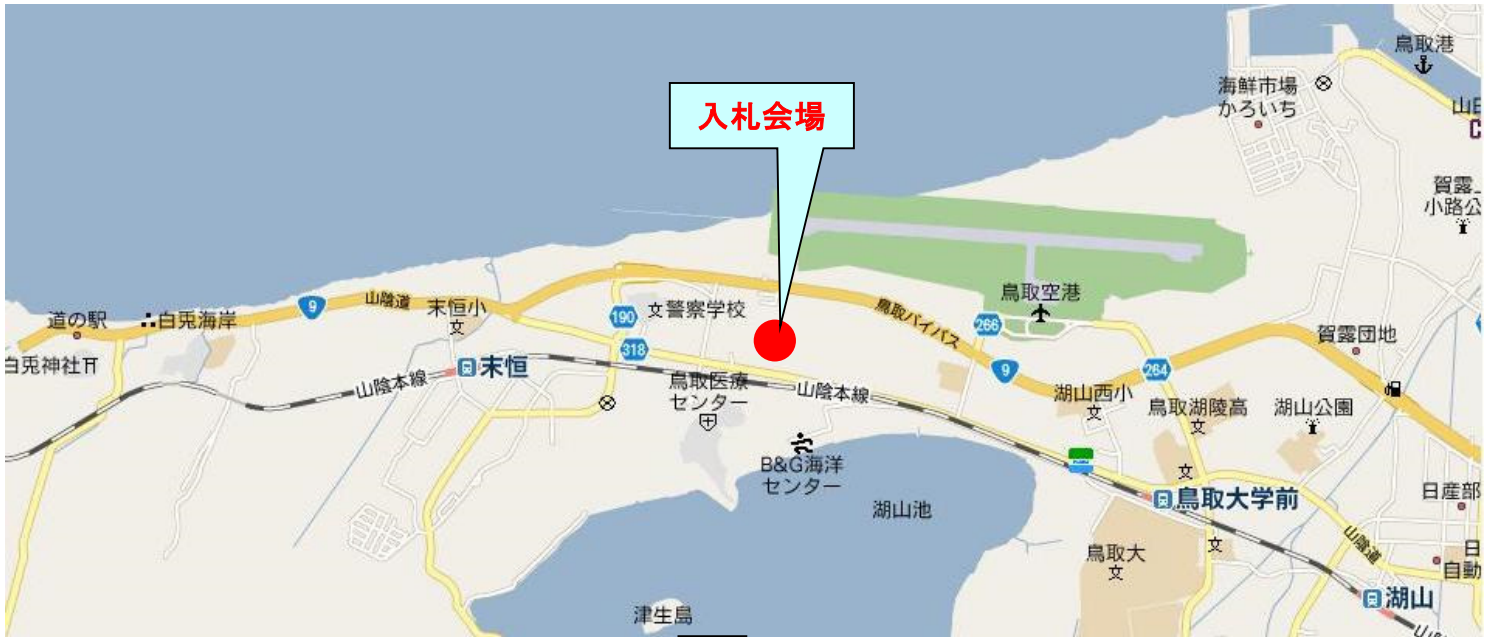 鳥取港
海鮮市場
かろいち
入札会場
賀露
小路公
鳥取空港
9
山陰道
末恒小
文
190
文警察学校
鳥取バイパス
266
道の駅
白兎海岸
白兎神社
318
末恒
山陰本線
鳥取医療
センター
山陰本線
9
264
賀露団地
湖山西小
文
鳥取湖陵高
文
湖山公園
B&G海洋
センター
文
鳥取大学前
日産部
湖山池
鳥取大
文
文
山陰道
日
自動
湖山
津生島